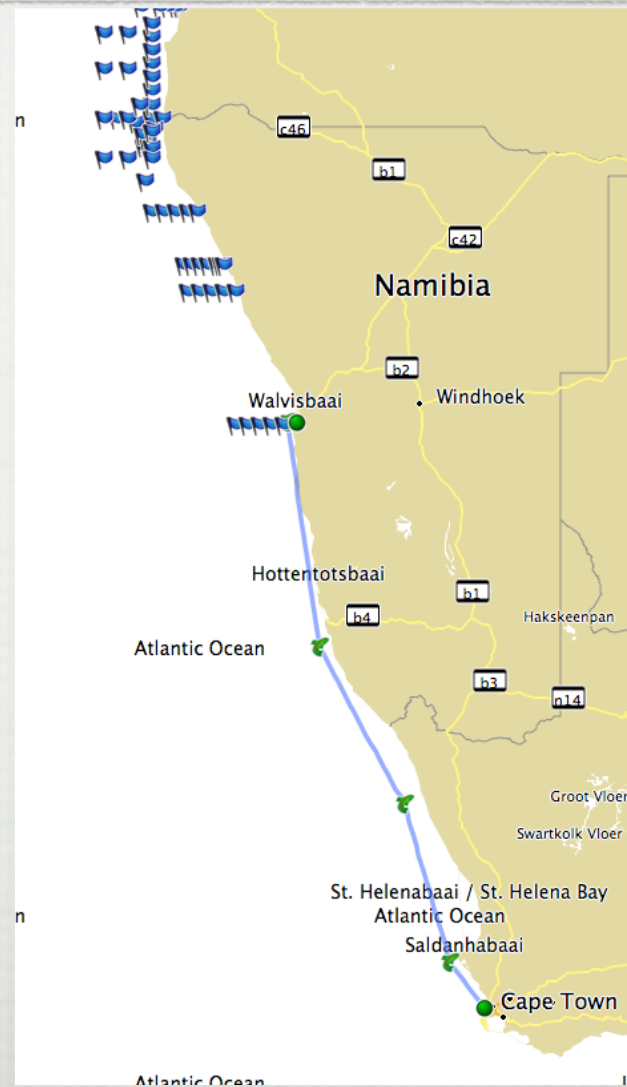 n
c46
b1
c42
Namibia
b2
Walvisbaai
Windhoek
Hottentotsbaai
b1
b4
Hakskeenpan
Atlantic Ocean
b3
n14
Groot Vloer
Swartkolk Vloer
St. Helenabaai / St. Helena Bay
n
Atlantic Ocean
Saldanhabaai
Cape Town
Atlantic Ocean